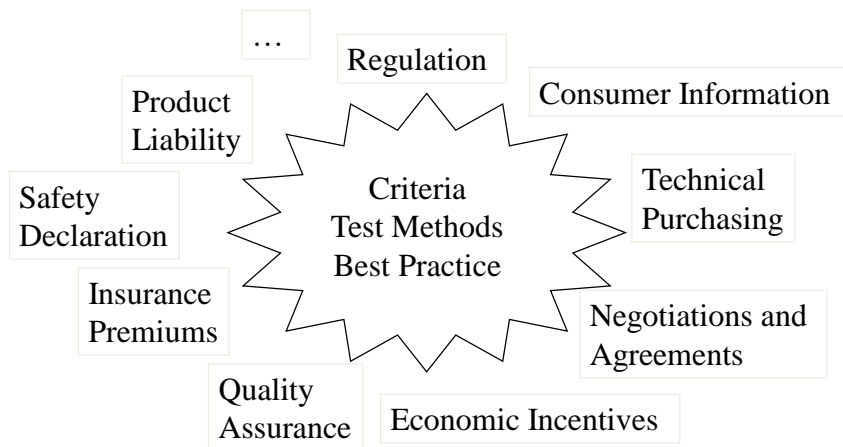 …
Regulation
Consumer Information
Product
Liability
Technical
Purchasing
Criteria
Test Methods
Best Practice
Safety
Declaration
Insurance
Premiums
Negotiations and
Agreements
Quality
Assurance
Economic Incentives